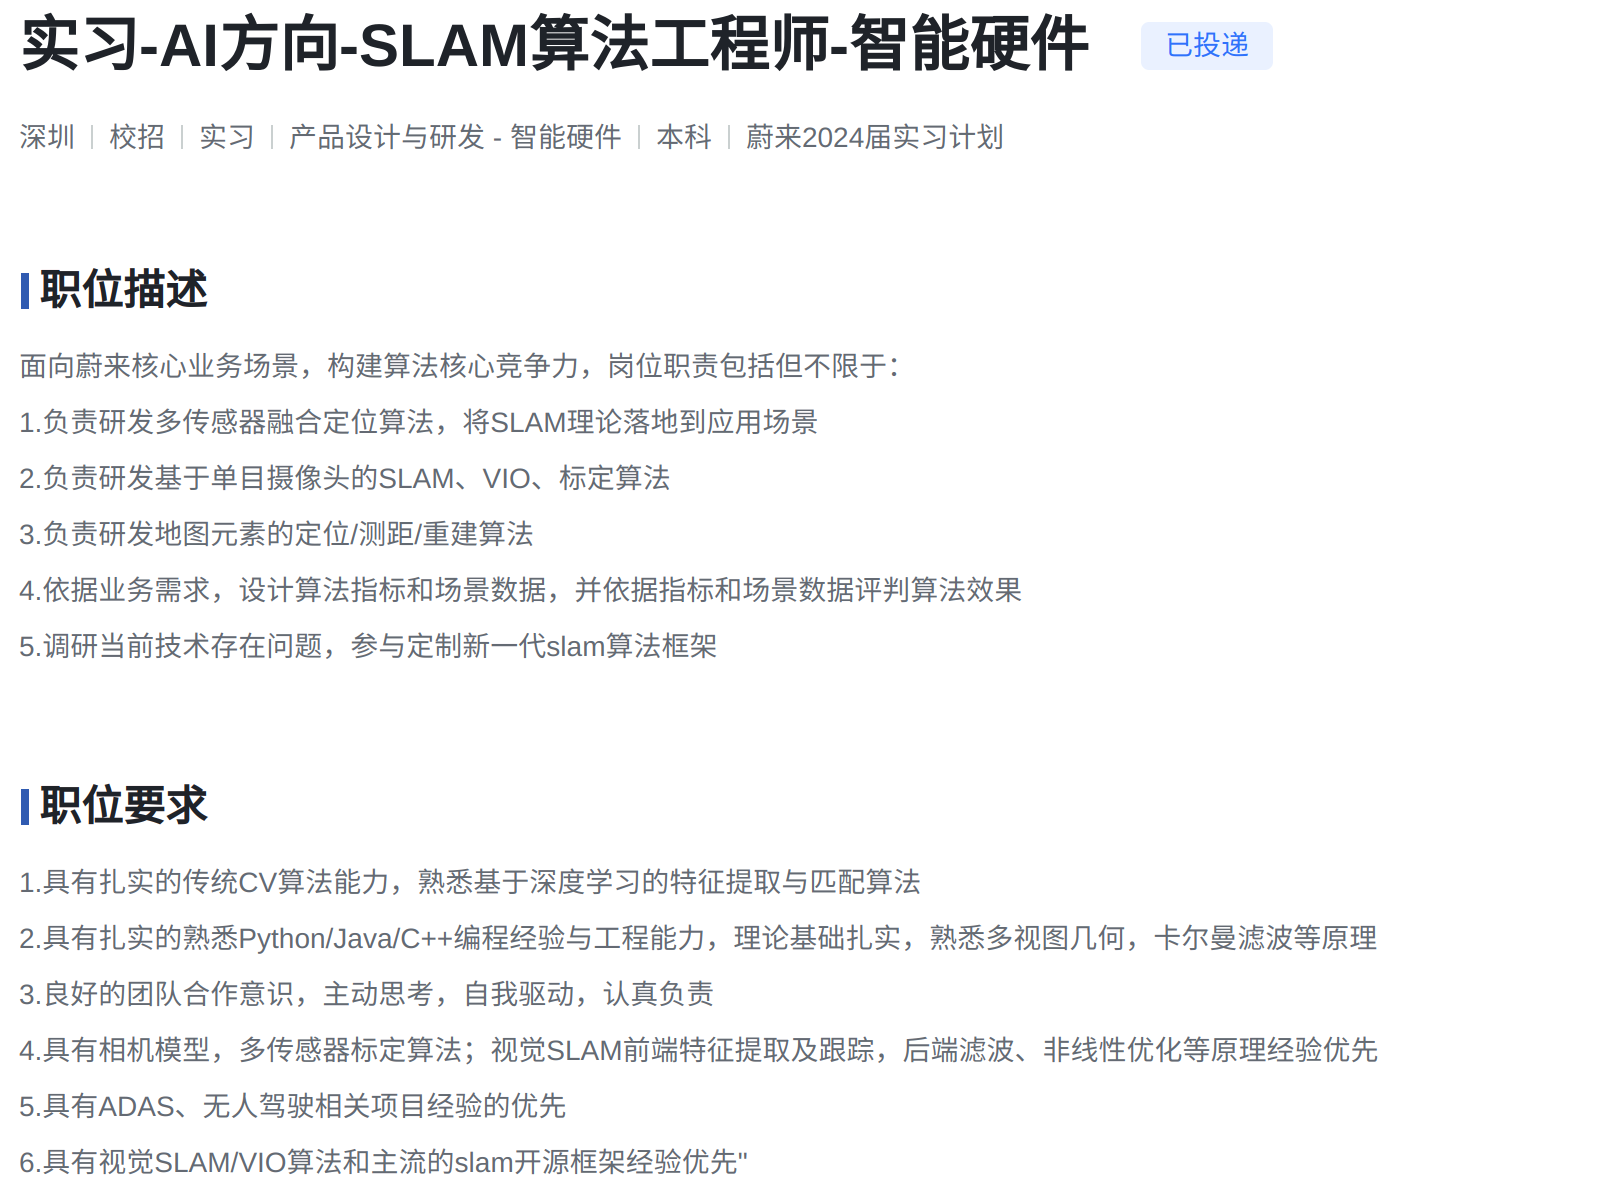 实习-AI方向-SLAM算法工程师-智能硬件 已投递
深圳 | 校招 | 实习 | 产品设计与研发 - 智能硬件 | 本科 | 蔚来2024届实习计划
职位描述
面向蔚来核心业务场景，构建算法核心竞争力，岗位职责包括但不限于：
1.负责研发多传感器融合定位算法，将SLAM理论落地到应用场景
2.负责研发基于单目摄像头的SLAM、VIO、标定算法
3.负责研发地图元素的定位/测距/重建算法
4.依据业务需求，设计算法指标和场景数据，并依据指标和场景数据评判算法效果
5.调研当前技术存在问题，参与定制新一代slam算法框架
职位要求
1.具有扎实的传统CV算法能力，熟悉基于深度学习的特征提取与匹配算法
2.具有扎实的熟悉Python/Java/C++编程经验与工程能力，理论基础扎实，熟悉多视图几何，卡尔曼滤波等原理
3.良好的团队合作意识，主动思考，自我驱动，认真负责
4.具有相机模型，多传感器标定算法；视觉SLAM前端特征提取及跟踪，后端滤波、非线性优化等原理经验优先
5.具有ADAS、无人驾驶相关项目经验的优先
6.具有视觉SLAM/VIO算法和主流的slam开源框架经验优先"